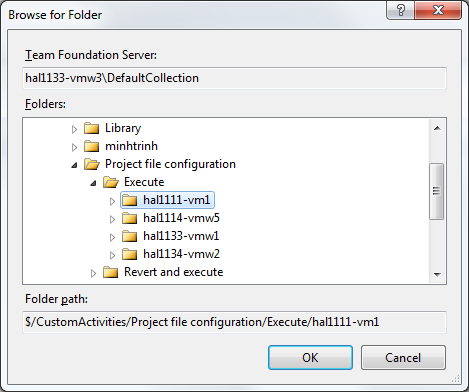 Browse for Folder
Team Foundation Server:
hal1133-vmw3\DefaultCollection
Folders:
Library
minhtrinh
Project file configuration
Execute
hal1111-vm1
hal1114-vmw5
hal1133-vmw1
hal1134-vmw2
Revert and execute
Folder path:
$/CustomActivities/Project file configuration/Execute/hal1111-vm1
OK Cancel